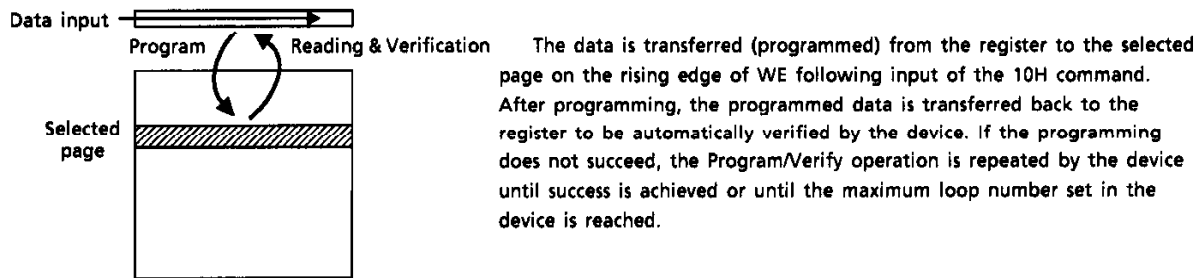 Data input
Program
Reading & Verification
Selected
page
The data is transferred (programmed) from the register to the selected
page on the rising edge of WE following input of the 10H command.
After programming, the programmed data is transferred back to the
register to be automatically verified by the device. If the programming
does not succeed, the Program/Verify operation is repeated by the device
until success is achieved or until the maximum loop number set in the
device is reached.